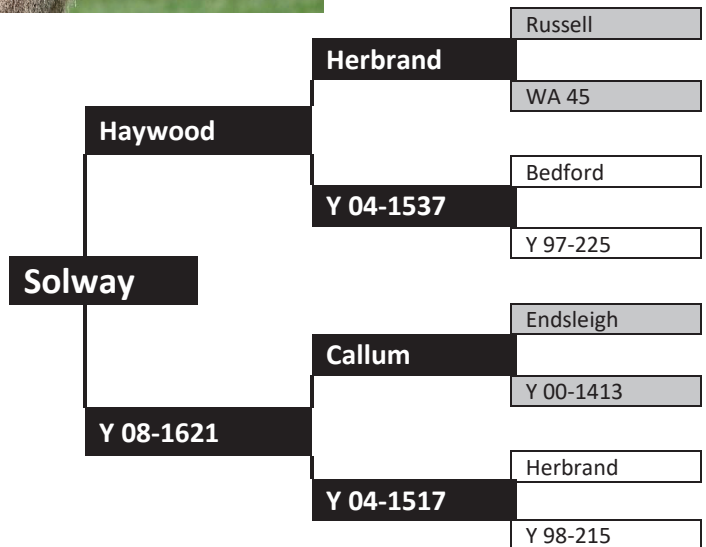 Russell
Herbrand
WA 45
Haywood
Bedford
Y 04-1537
Y 97-225
Solway
Endsleigh
Callum
Y 00-1413
Y 08-1621
Herbrand
Y 04-1517
Y 98-215